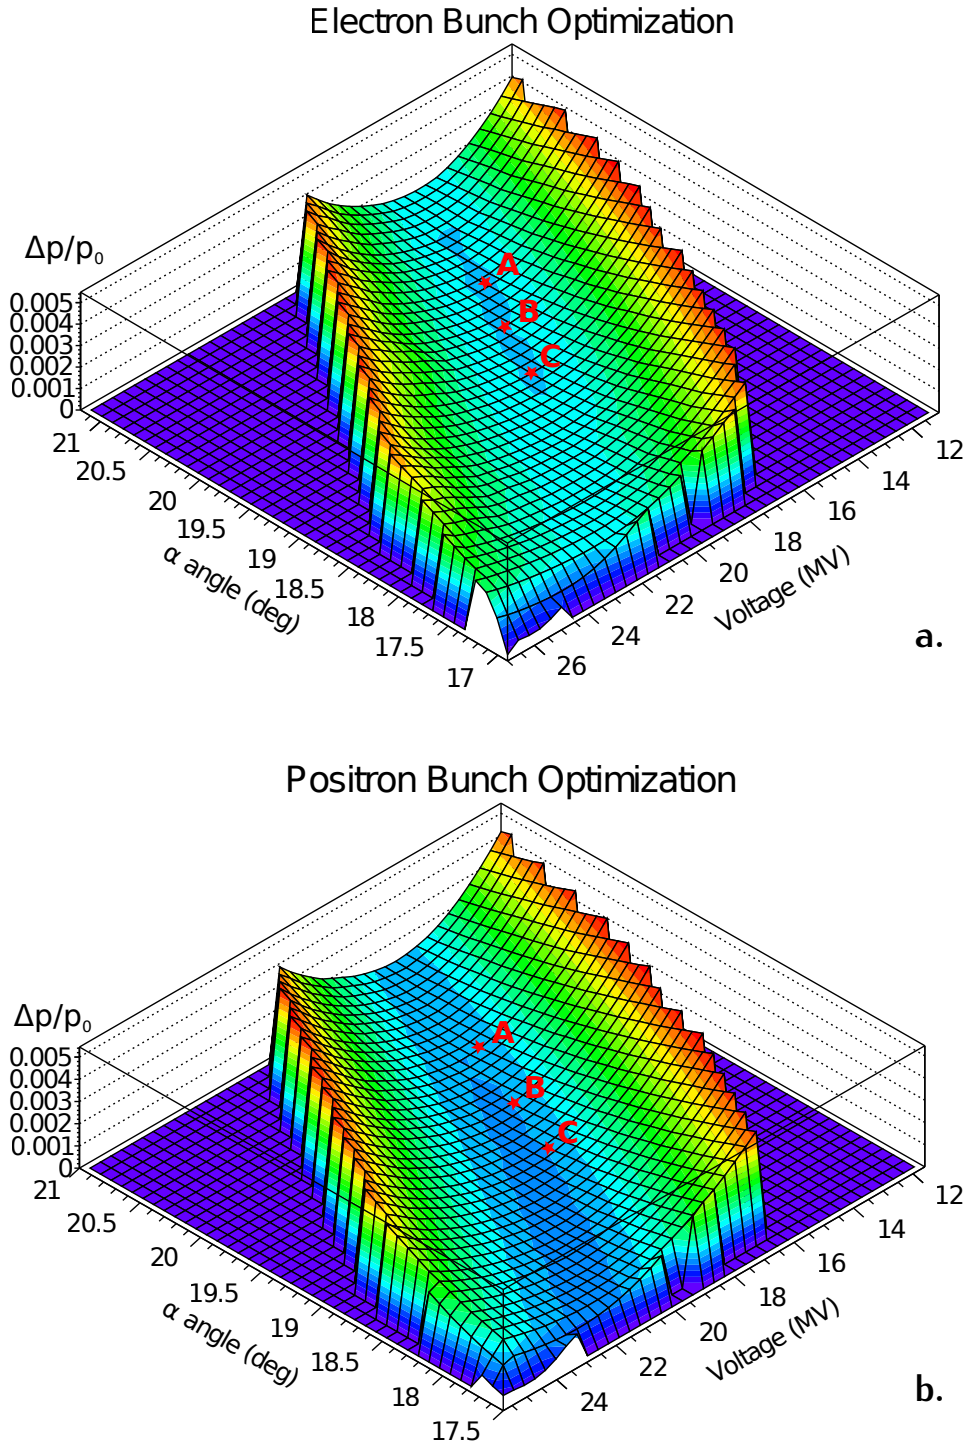 Electron Bunch Optimization
Δp/p₀
0.005
0.004
0.003
0.002
0.001
0
A
B
C
21
20.5
20
19.5
19
18.5
18
17.5
17
α angle (deg)
12
14
16
18
20
22
24
26
Voltage (MV)
a.
Positron Bunch Optimization
Δp/p₀
0.005
0.004
0.003
0.002
0.001
0
A
B
C
21
20.5
20
19.5
19
18.5
18
17.5
α angle (deg)
12
14
16
18
20
22
24
Voltage (MV)
b.